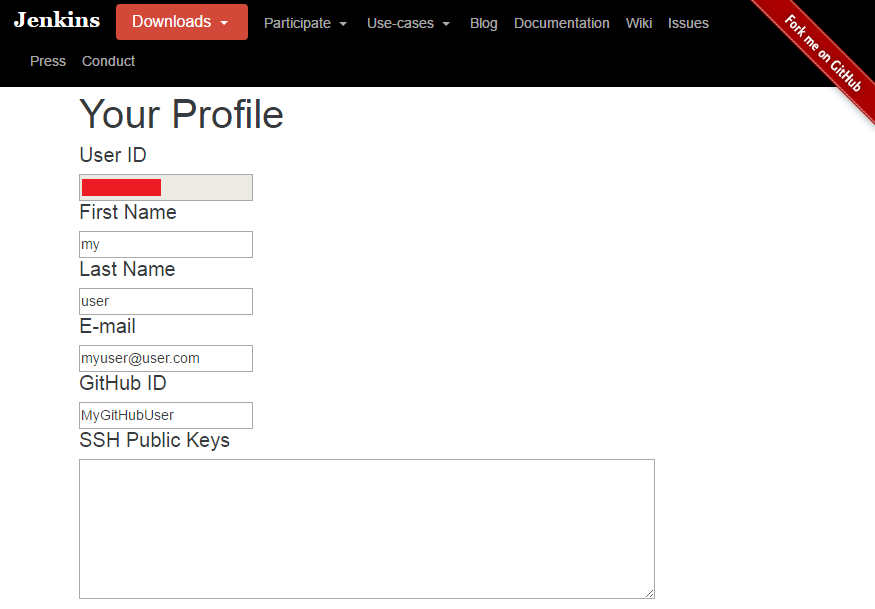 Jenkins Downloads Participate Use-cases Blog Documentation Wiki Issues
Press Conduct
Fork me on GitHub
Your Profile
User ID
First Name
my
Last Name
user
E-mail
myuser@user.com
GitHub ID
MyGitHubUser
SSH Public Keys